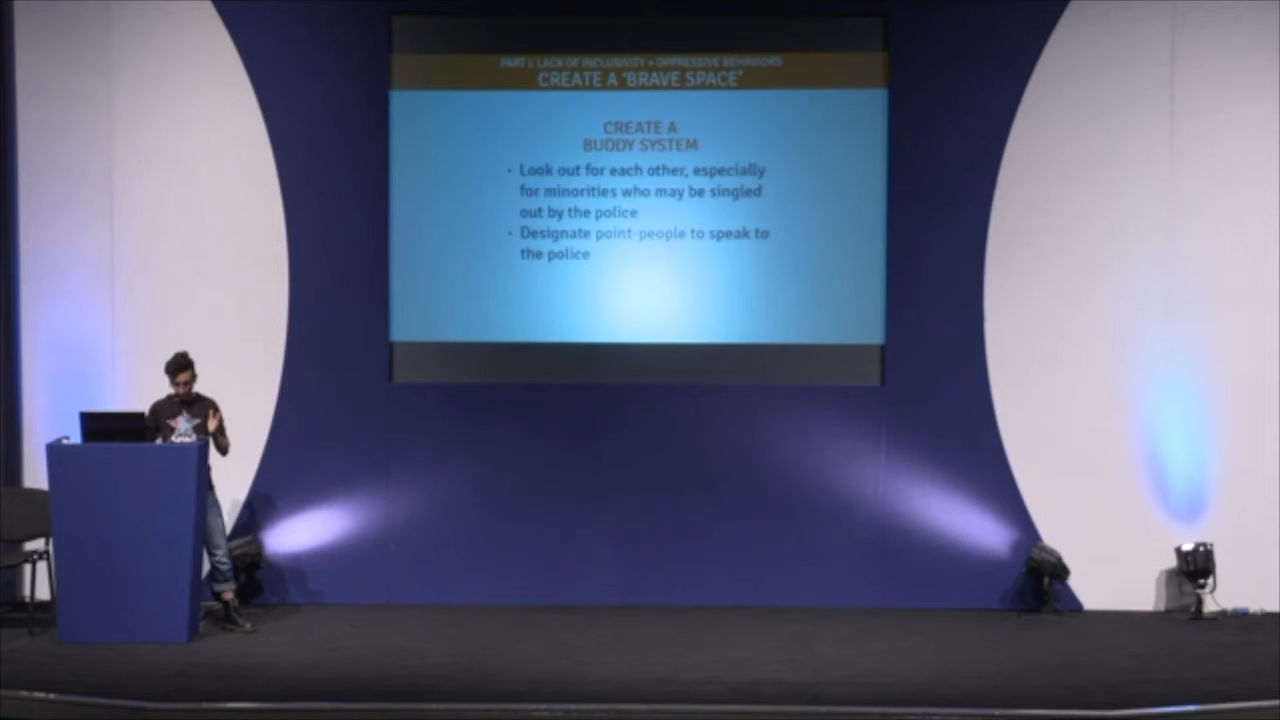 PART I: LACK OF INCLUSIVITY + OPPRESSIVE BEHAVIORS
CREATE A 'BRAVE SPACE'
CREATE A
BUDDY SYSTEM
• Look out for each other, especially
for minorities who may be singled
out by the police
• Designate point-people to speak to
the police